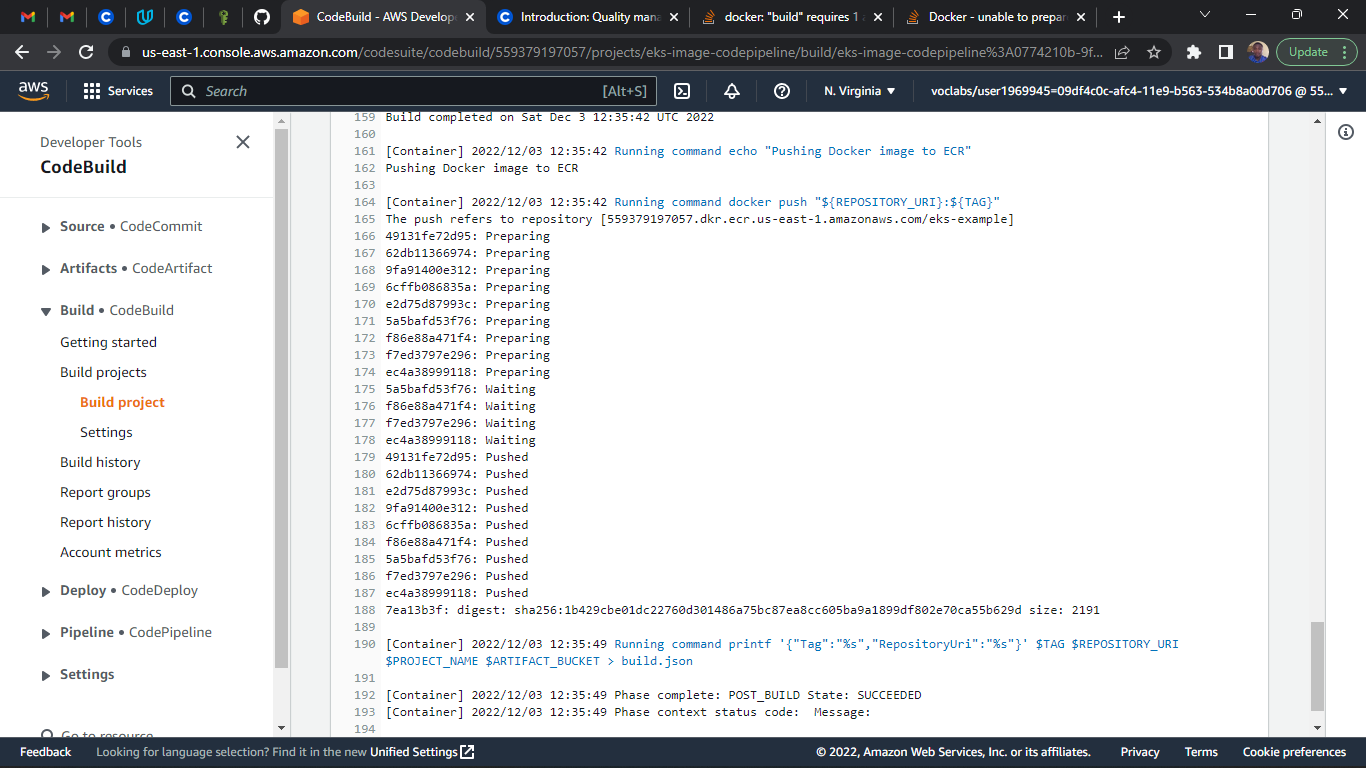 CodeBuild - AWS Develop
Introduction: Quality mana
docker: "build" requires 1 a
Docker - unable to prepar
us-east-1.console.aws.amazon.com/codesuite/codebuild/559379197057/projects/eks-image-codepipeline/build/eks-image-codepipeline%3A0774210b-9f...
Update
aws
Services
Search
[Alt+S]
N. Virginia
voclabs/user1969945=09df4c0c-afc4-11e9-b563-534b8a00d706 @ 55...
Developer Tools
CodeBuild
Source • CodeCommit
Artifacts • CodeArtifact
Build • CodeBuild
Getting started
Build projects
Build project
Settings
Build history
Report groups
Report history
Account metrics
Deploy • CodeDeploy
Pipeline • CodePipeline
Settings
Go to resource
159 Build completed on Sat Dec 3 12:35:42 UTC 2022
160
161 [Container] 2022/12/03 12:35:42 Running command echo "Pushing Docker image to ECR"
162 Pushing Docker image to ECR
163
164 [Container] 2022/12/03 12:35:42 Running command docker push "${REPOSITORY_URI}:${TAG}"
165 The push refers to repository [559379197057.dkr.ecr.us-east-1.amazonaws.com/eks-example]
166 49131fe72d95: Preparing
167 62db11366974: Preparing
168 9fa91400e312: Preparing
169 6cffb086835a: Preparing
170 e2d75d87993c: Preparing
171 5a5bafd53f76: Preparing
172 f86e88a471f4: Preparing
173 f7ed3797e296: Preparing
174 ec4a38999118: Preparing
175 5a5bafd53f76: Waiting
176 f86e88a471f4: Waiting
177 f7ed3797e296: Waiting
178 ec4a38999118: Waiting
179 49131fe72d95: Pushed
180 62db11366974: Pushed
181 e2d75d87993c: Pushed
182 9fa91400e312: Pushed
183 6cffb086835a: Pushed
184 f86e88a471f4: Pushed
185 5a5bafd53f76: Pushed
186 f7ed3797e296: Pushed
187 ec4a38999118: Pushed
188 7ea13b3f: digest: sha256:1b429cbe01dc22760d301486a75bc87ea8cc605ba9a1899df802e70ca55b629d size: 2191
189
190 [Container] 2022/12/03 12:35:49 Running command printf '{"Tag":"%s","RepositoryUri":"%s"}' $TAG $REPOSITORY_URI
$PROJECT_NAME $ARTIFACT_BUCKET > build.json
191
192 [Container] 2022/12/03 12:35:49 Phase complete: POST_BUILD State: SUCCEEDED
193 [Container] 2022/12/03 12:35:49 Phase context status code:  Message:
194
Feedback
Looking for language selection? Find it in the new Unified Settings
© 2022, Amazon Web Services, Inc. or its affiliates.
Privacy
Terms
Cookie preferences